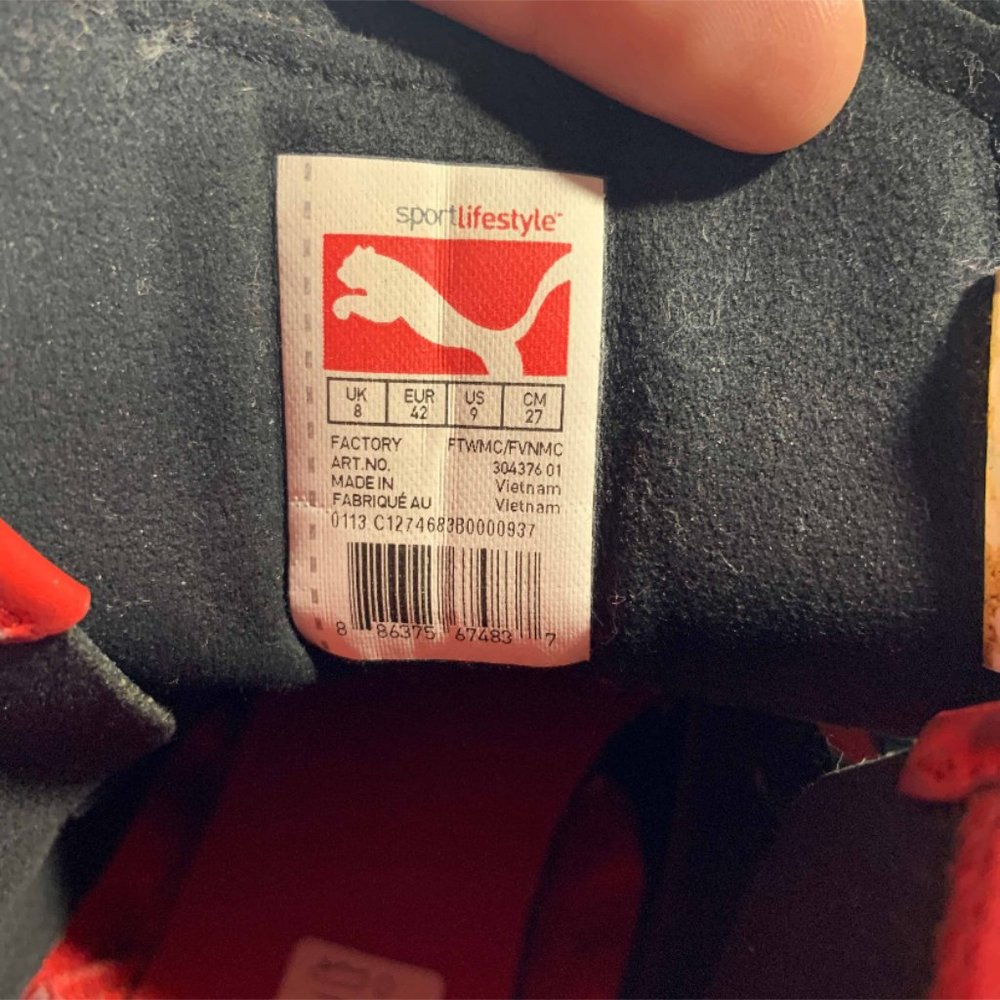 sportlifestyle™
UK EUR US CM
8 42 9 27
FACTORY FTWMC/FVNMC
ART.NO. 304376 01
MADE IN Vietnam
FABRIQUÉ AU Vietnam
0113 C1274683B0000937
8 86375 67483 7